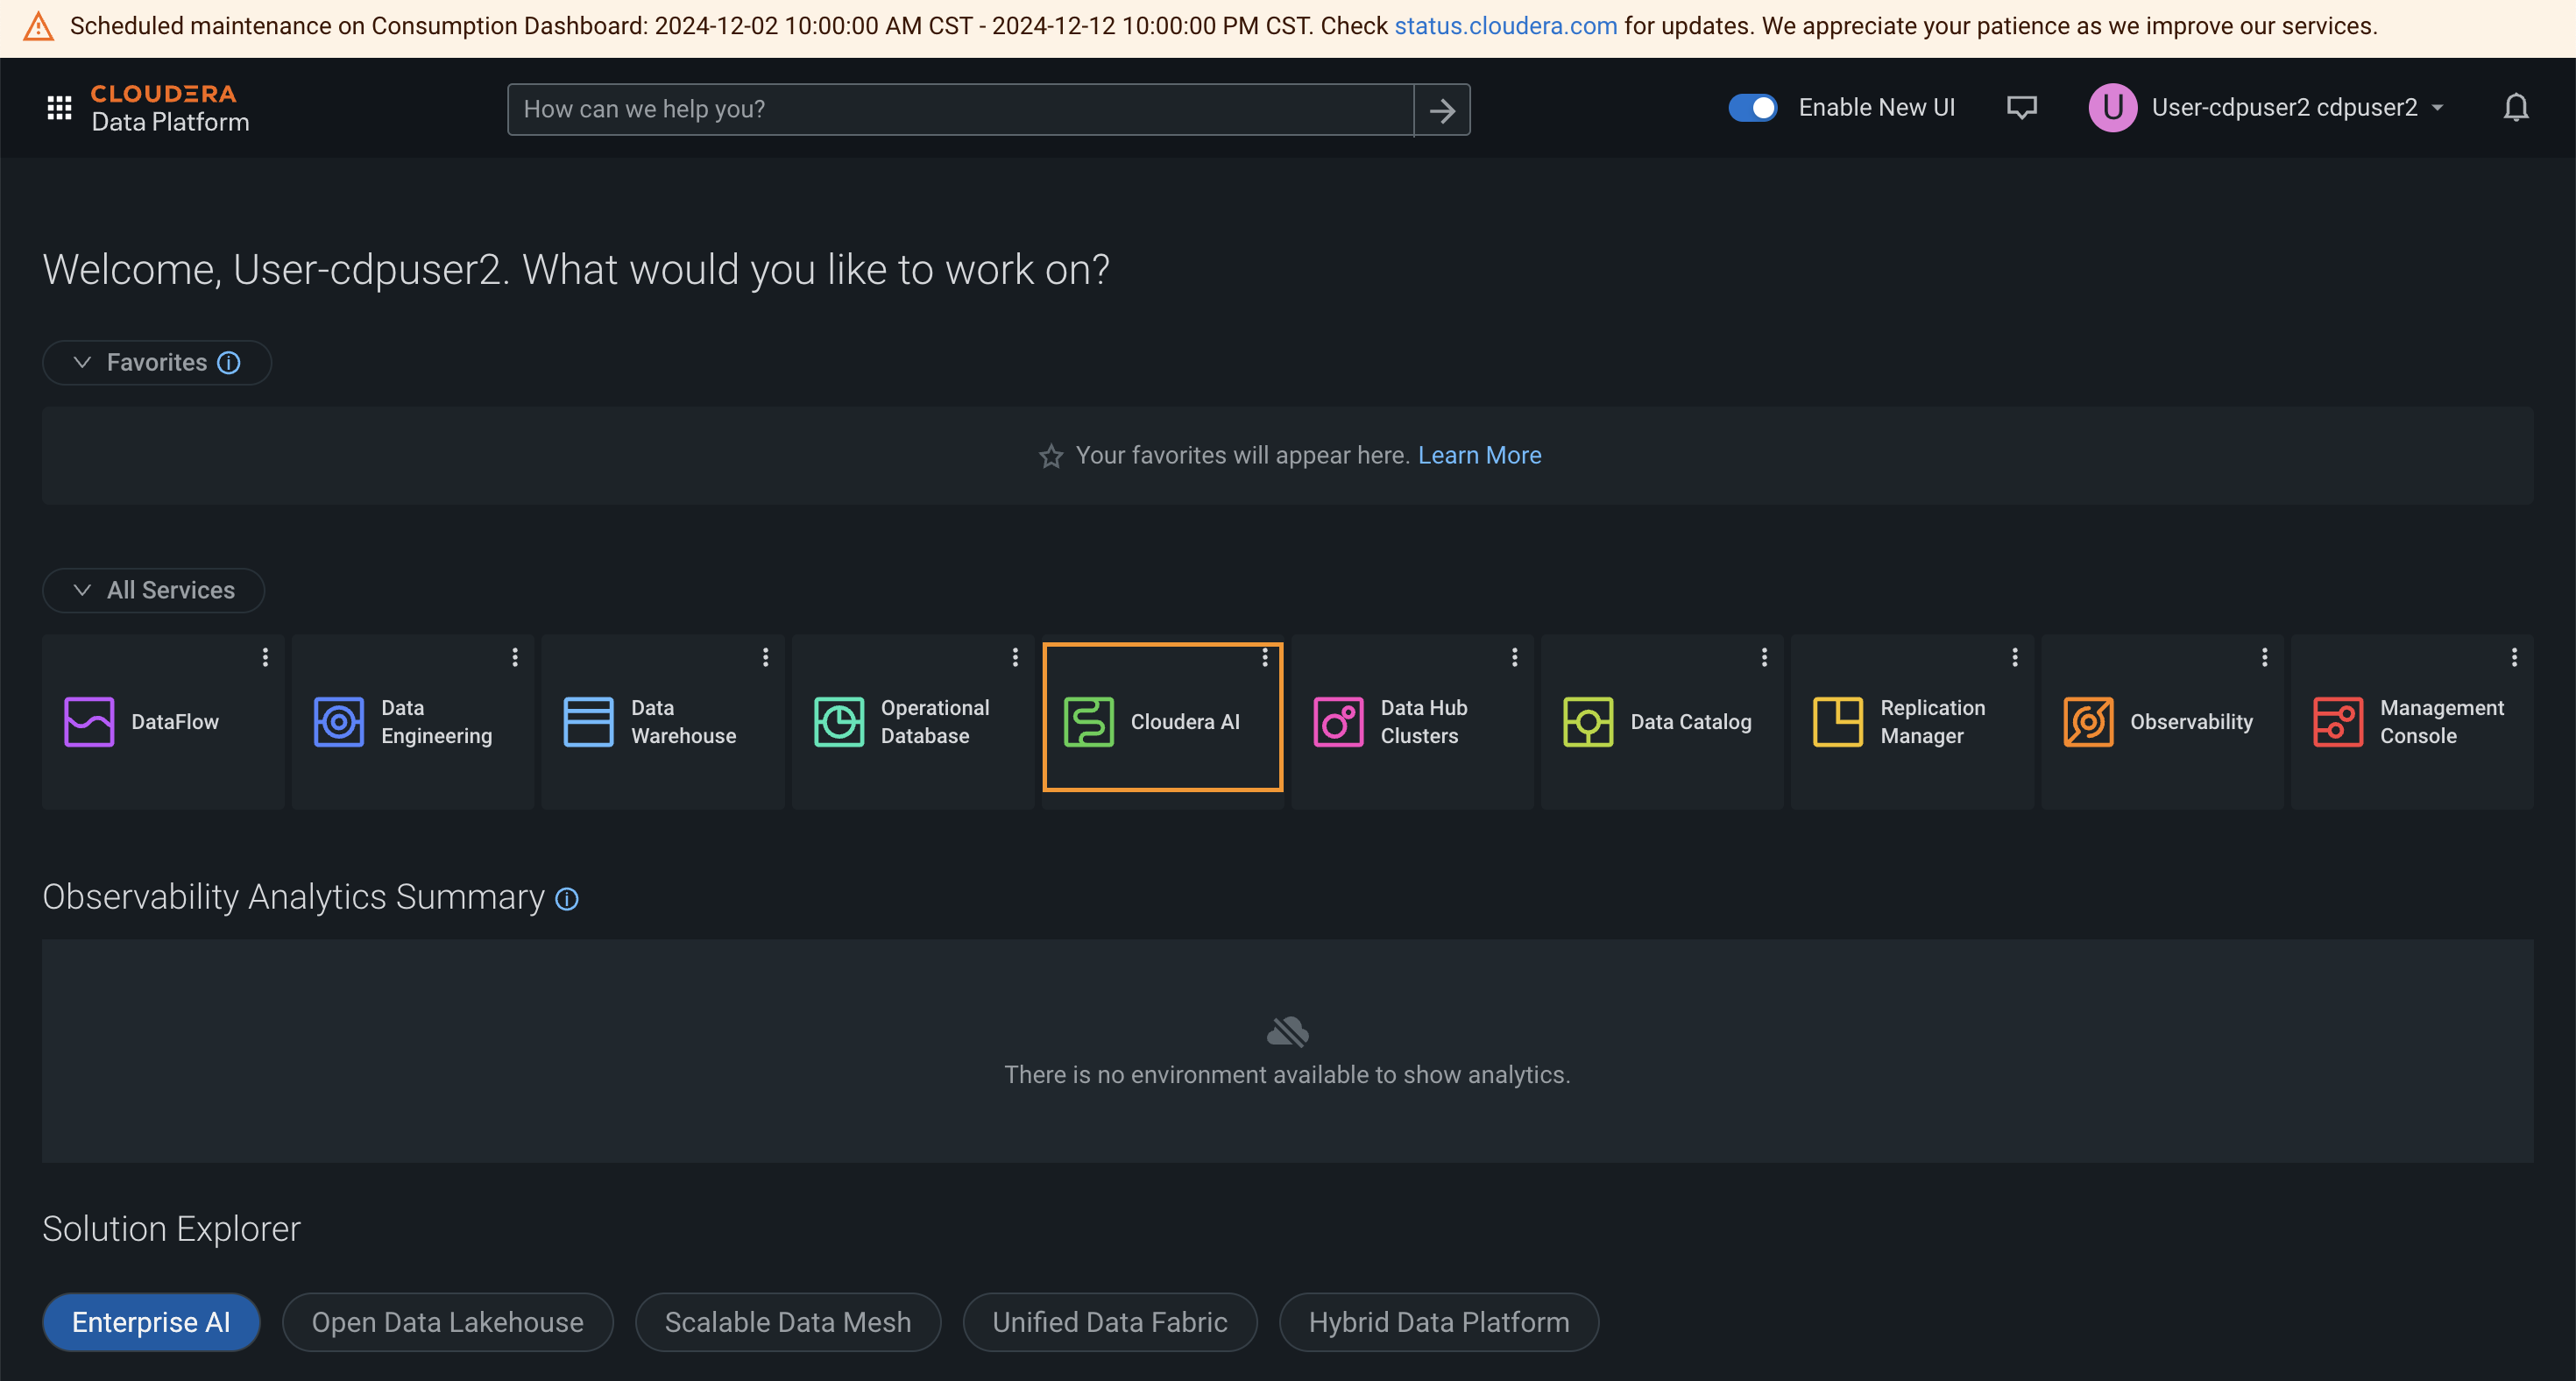 Scheduled maintenance on Consumption Dashboard: 2024-12-02 10:00:00 AM CST - 2024-12-12 10:00:00 PM CST. Check status.cloudera.com for updates. We appreciate your patience as we improve our services.
CLOUDERA
Data Platform
How can we help you?
Enable New UI
U
User-cdpuser2 cdpuser2
Welcome, User-cdpuser2. What would you like to work on?
Favorites
Your favorites will appear here. Learn More
All Services
DataFlow
Data
Engineering
Data
Warehouse
Operational
Database
Cloudera AI
Data Hub
Clusters
Data Catalog
Replication
Manager
Observability
Management
Console
Observability Analytics Summary
There is no environment available to show analytics.
Solution Explorer
Enterprise AI
Open Data Lakehouse
Scalable Data Mesh
Unified Data Fabric
Hybrid Data Platform